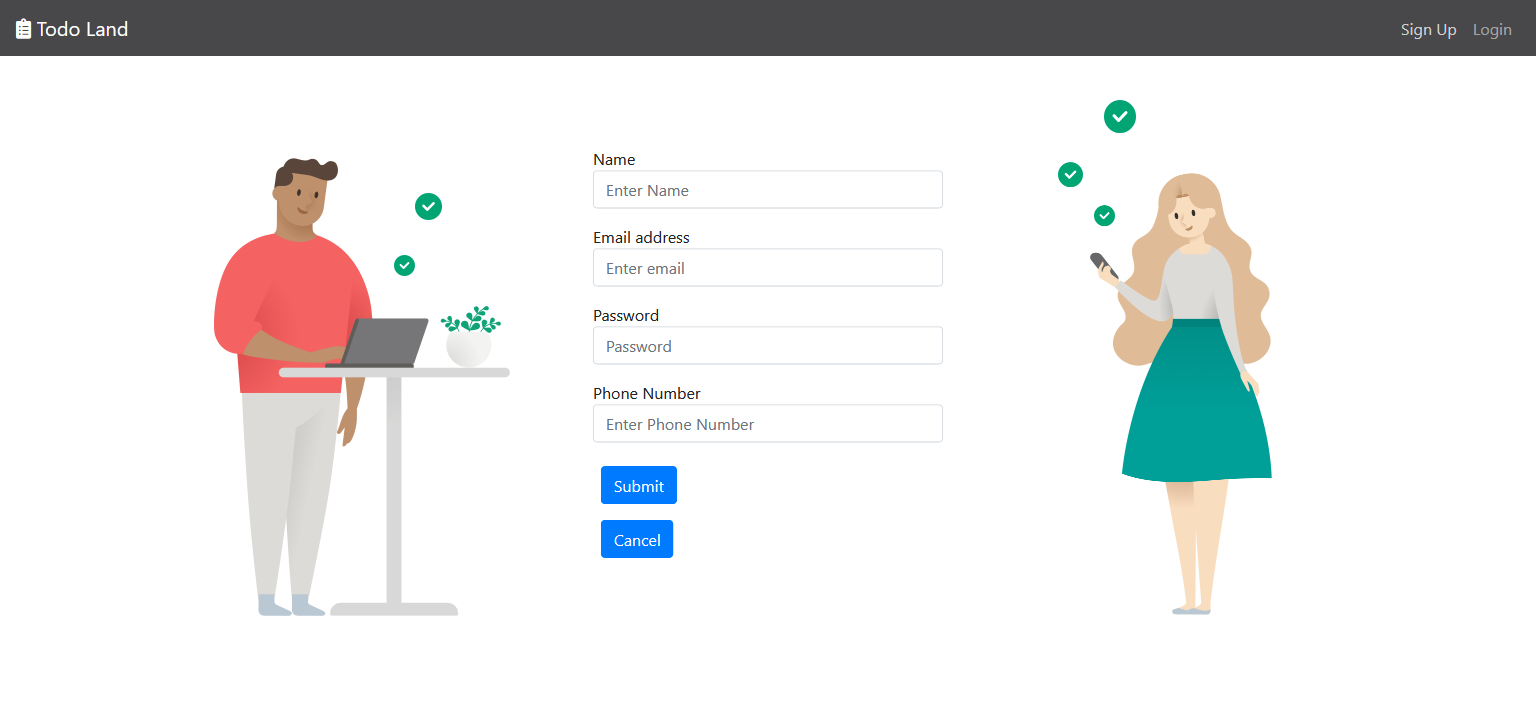 Todo Land
Sign Up
Login
Name
Enter Name
Email address
Enter email
Password
Password
Phone Number
Enter Phone Number
Submit
Cancel